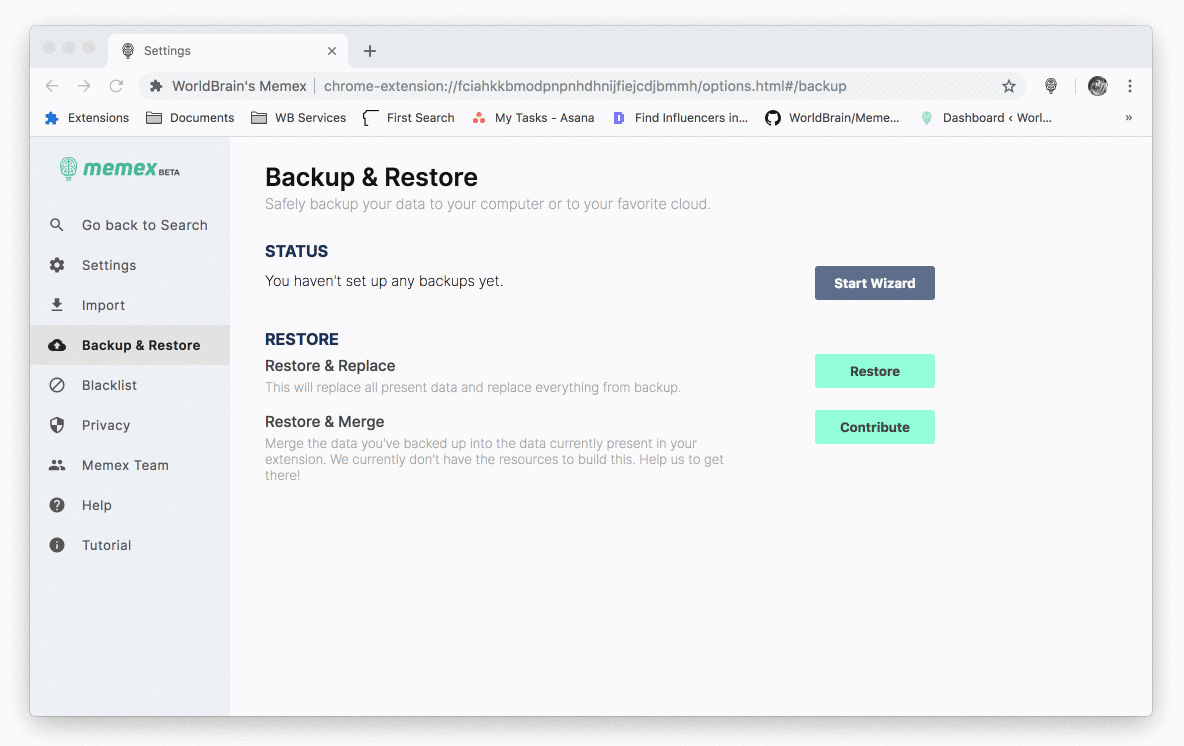 Settings
WorldBrain's Memex chrome-extension://fciahkkbmodpnpnhdhnijfiejcdjbmmh/options.html#/backup
Extensions Documents WB Services First Search My Tasks - Asana Find Influencers in... WorldBrain/Meme... Dashboard ‹ Worl... »
memex BETA
Go back to Search
Settings
Import
Backup & Restore
Blacklist
Privacy
Memex Team
Help
Tutorial
Backup & Restore
Safely backup your data to your computer or to your favorite cloud.
STATUS
You haven't set up any backups yet.
Start Wizard
RESTORE
Restore & Replace
This will replace all present data and replace everything from backup.
Restore
Restore & Merge
Merge the data you've backed up into the data currently present in your
extension. We currently don't have the resources to build this. Help us to get
there!
Contribute